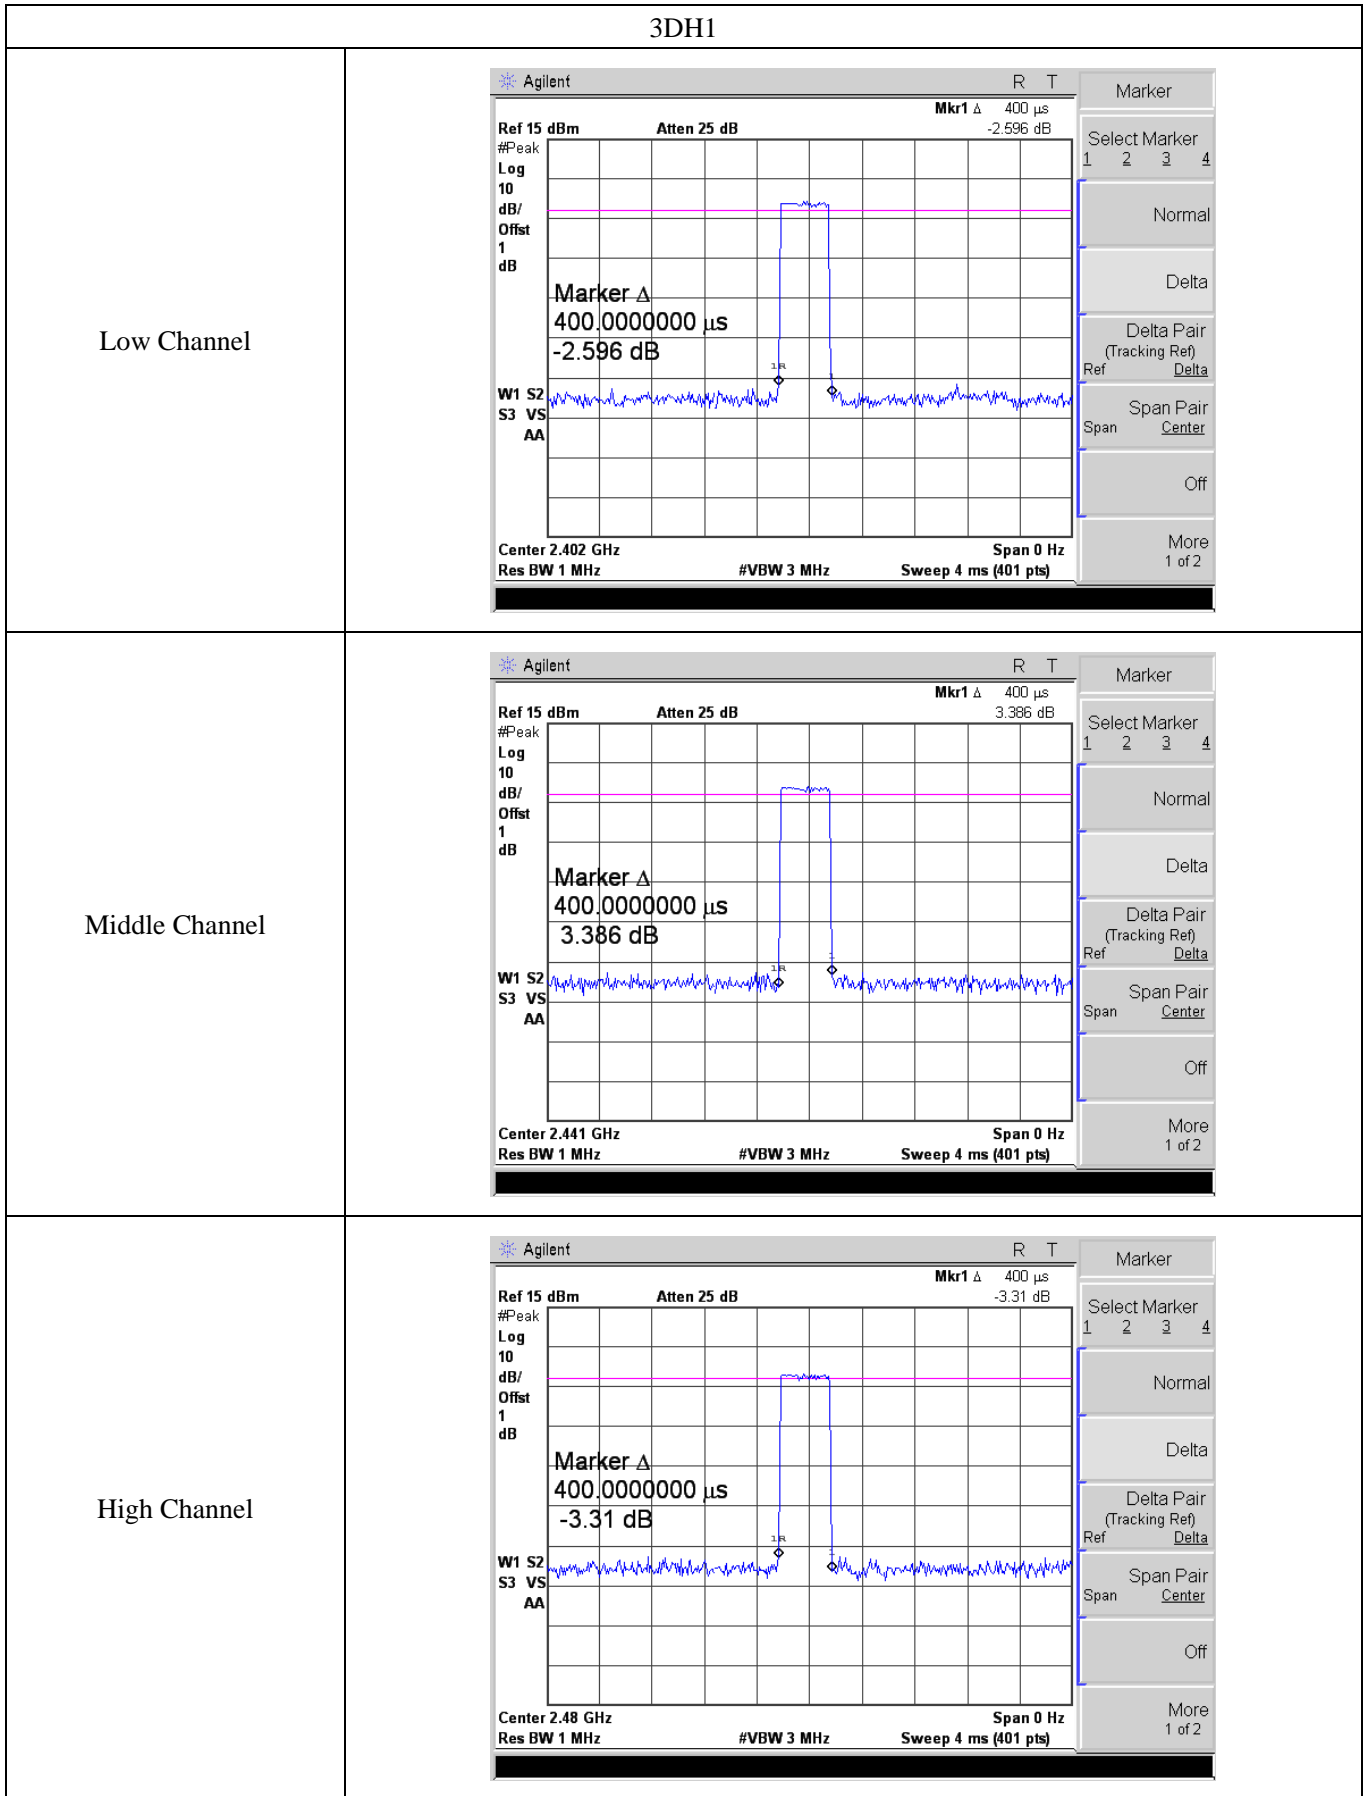 3DH1
Low Channel
Agilent R T
Mkr1 Δ 400 µs
Ref 15 dBm Atten 25 dB -2.596 dB
#Peak
Log
10
dB/
Offst
1
dB
Marker Δ
400.0000000 µs
-2.596 dB
1R
W1 S2
S3 VS
AA
Center 2.402 GHz Span 0 Hz
Res BW 1 MHz #VBW 3 MHz Sweep 4 ms (401 pts)
Marker
Select Marker
1 2 3 4
Normal
Delta
Delta Pair
(Tracking Ref)
Ref Delta
Span Pair
Span Center
Off
More
1 of 2
Middle Channel
Agilent R T
Mkr1 Δ 400 µs
Ref 15 dBm Atten 25 dB 3.386 dB
#Peak
Log
10
dB/
Offst
1
dB
Marker Δ
400.0000000 µs
3.386 dB
1R 1
W1 S2
S3 VS
AA
Center 2.441 GHz Span 0 Hz
Res BW 1 MHz #VBW 3 MHz Sweep 4 ms (401 pts)
Marker
Select Marker
1 2 3 4
Normal
Delta
Delta Pair
(Tracking Ref)
Ref Delta
Span Pair
Span Center
Off
More
1 of 2
High Channel
Agilent R T
Mkr1 Δ 400 µs
Ref 15 dBm Atten 25 dB -3.31 dB
#Peak
Log
10
dB/
Offst
1
dB
Marker Δ
400.0000000 µs
-3.31 dB
1R
W1 S2
S3 VS
AA
Center 2.48 GHz Span 0 Hz
Res BW 1 MHz #VBW 3 MHz Sweep 4 ms (401 pts)
Marker
Select Marker
1 2 3 4
Normal
Delta
Delta Pair
(Tracking Ref)
Ref Delta
Span Pair
Span Center
Off
More
1 of 2